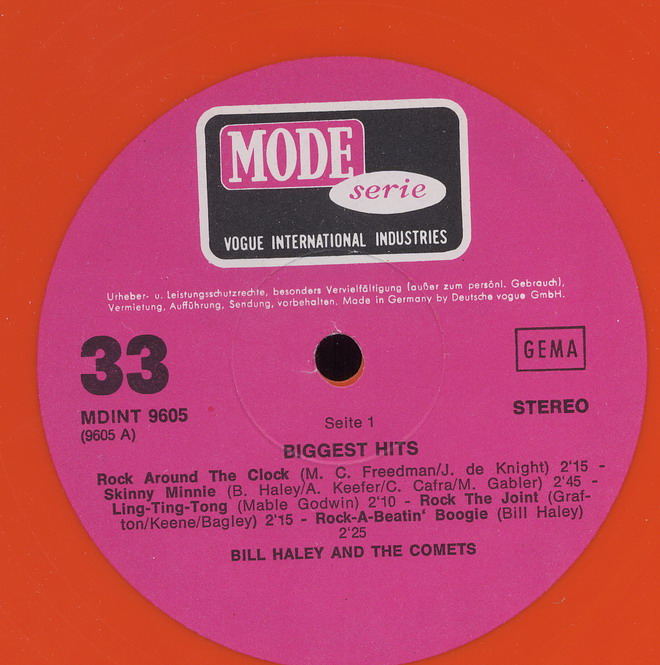 MODE
serie
VOGUE INTERNATIONAL INDUSTRIES
Urheber- u. Leistungsschutzrechte, besonders Vervielfältigung (außer zum persönl. Gebrauch),
Vermietung, Aufführung, Sendung, vorbehalten. Made in Germany by Deutsche vogue GmbH.
33
GEMA
MDINT 9605
(9605 A)
STEREO
Seite 1
BIGGEST HITS
Rock Around The Clock (M. C. Freedman/J. de Knight) 2'15 -
Skinny Minnie (B. Haley/A. Keefer/C. Cafra/M. Gabler) 2'45 -
Ling-Ting-Tong (Mable Godwin) 2'10 - Rock The Joint (Graf-
ton/Keene/Bagley) 2'15 - Rock-A-Beatin‘ Boogie (Bill Haley)
2'25
BILL HALEY AND THE COMETS